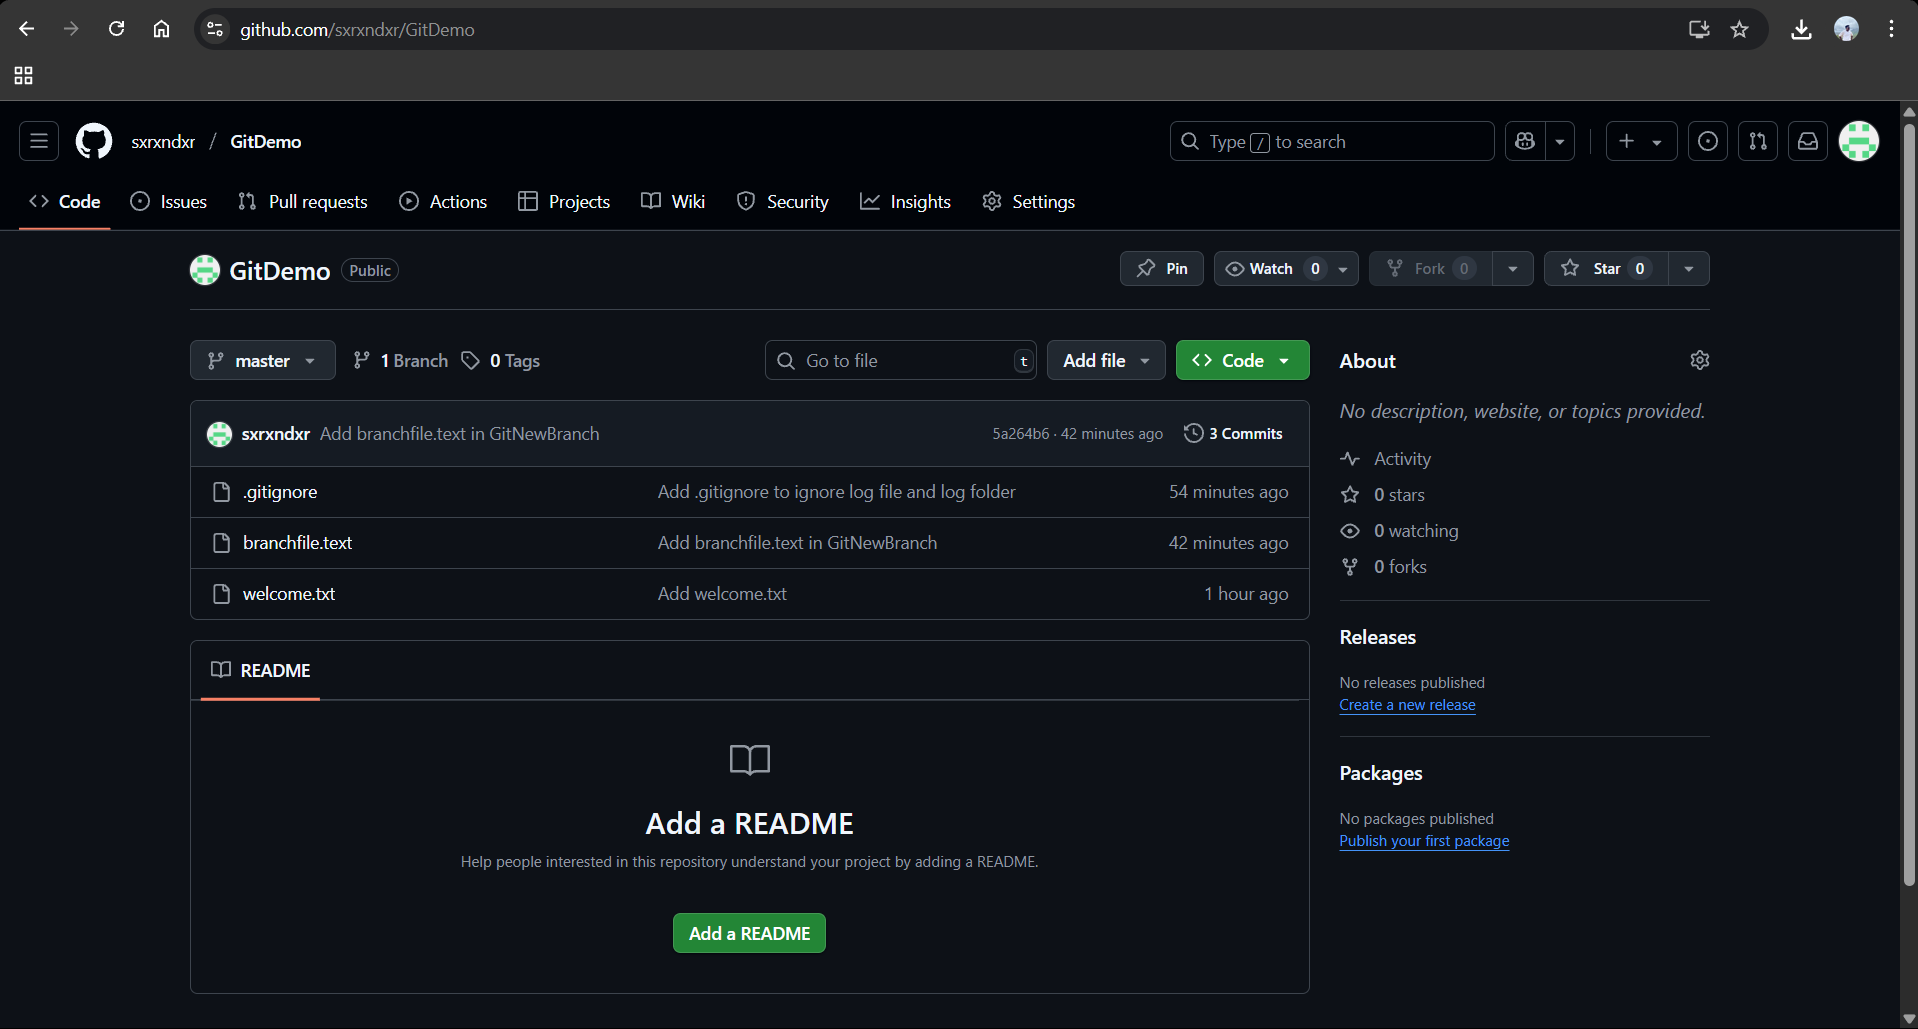 github.com/sxrxndxr/GitDemo
sxrxndxr / GitDemo
Type / to search
Code Issues Pull requests Actions Projects Wiki Security Insights Settings
GitDemo Public
Pin Watch 0 Fork 0 Star 0
master 1 Branch 0 Tags Go to file t Add file Code
sxrxndxr Add branchfile.text in GitNewBranch 5a264b6 · 42 minutes ago 3 Commits
.gitignore Add .gitignore to ignore log file and log folder 54 minutes ago
branchfile.text Add branchfile.text in GitNewBranch 42 minutes ago
welcome.txt Add welcome.txt 1 hour ago
README
Add a README
Help people interested in this repository understand your project by adding a README.
Add a README
About
No description, website, or topics provided.
Activity
0 stars
0 watching
0 forks
Releases
No releases published
Create a new release
Packages
No packages published
Publish your first package